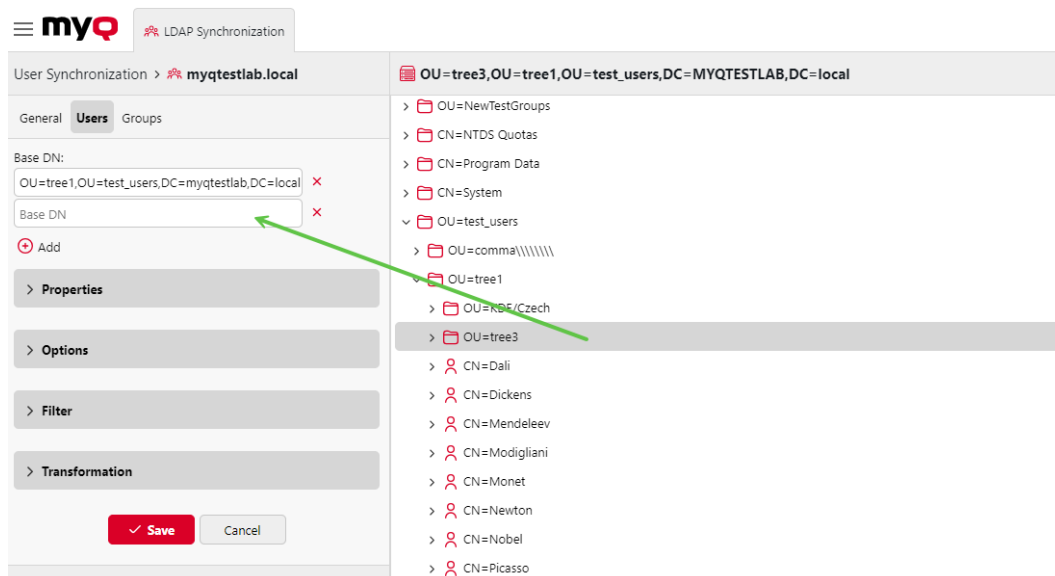 myQ
LDAP Synchronization
User Synchronization > myqtestlab.local
General Users Groups
Base DN:
OU=tree1,OU=test_users,DC=myqtestlab,DC=local
Base DN
Add
Properties
Options
Filter
Transformation
Save Cancel
OU=tree3,OU=tree1,OU=test_users,DC=MYQTESTLAB,DC=local
OU=NewTestGroups
CN=NTDS Quotas
CN=Program Data
CN=System
OU=test_users
OU=comma\\\\\\\\
OU=tree1
OU=KDE/Czech
OU=tree3
CN=Dali
CN=Dickens
CN=Mendeleev
CN=Modigliani
CN=Monet
CN=Newton
CN=Nobel
CN=Picasso